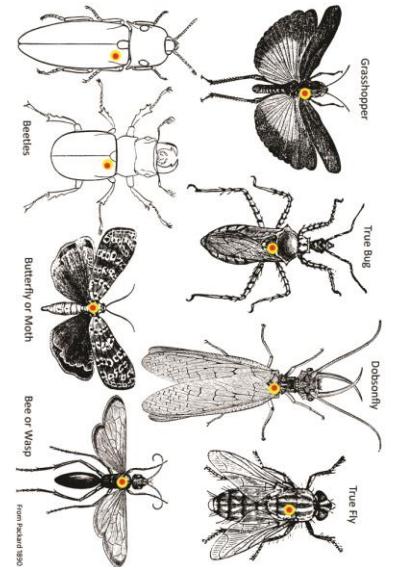 Grasshopper
True Bug
Dobsonfly
True Fly
Beetles
Butterfly or Moth
Bee or Wasp
From Packard 1890